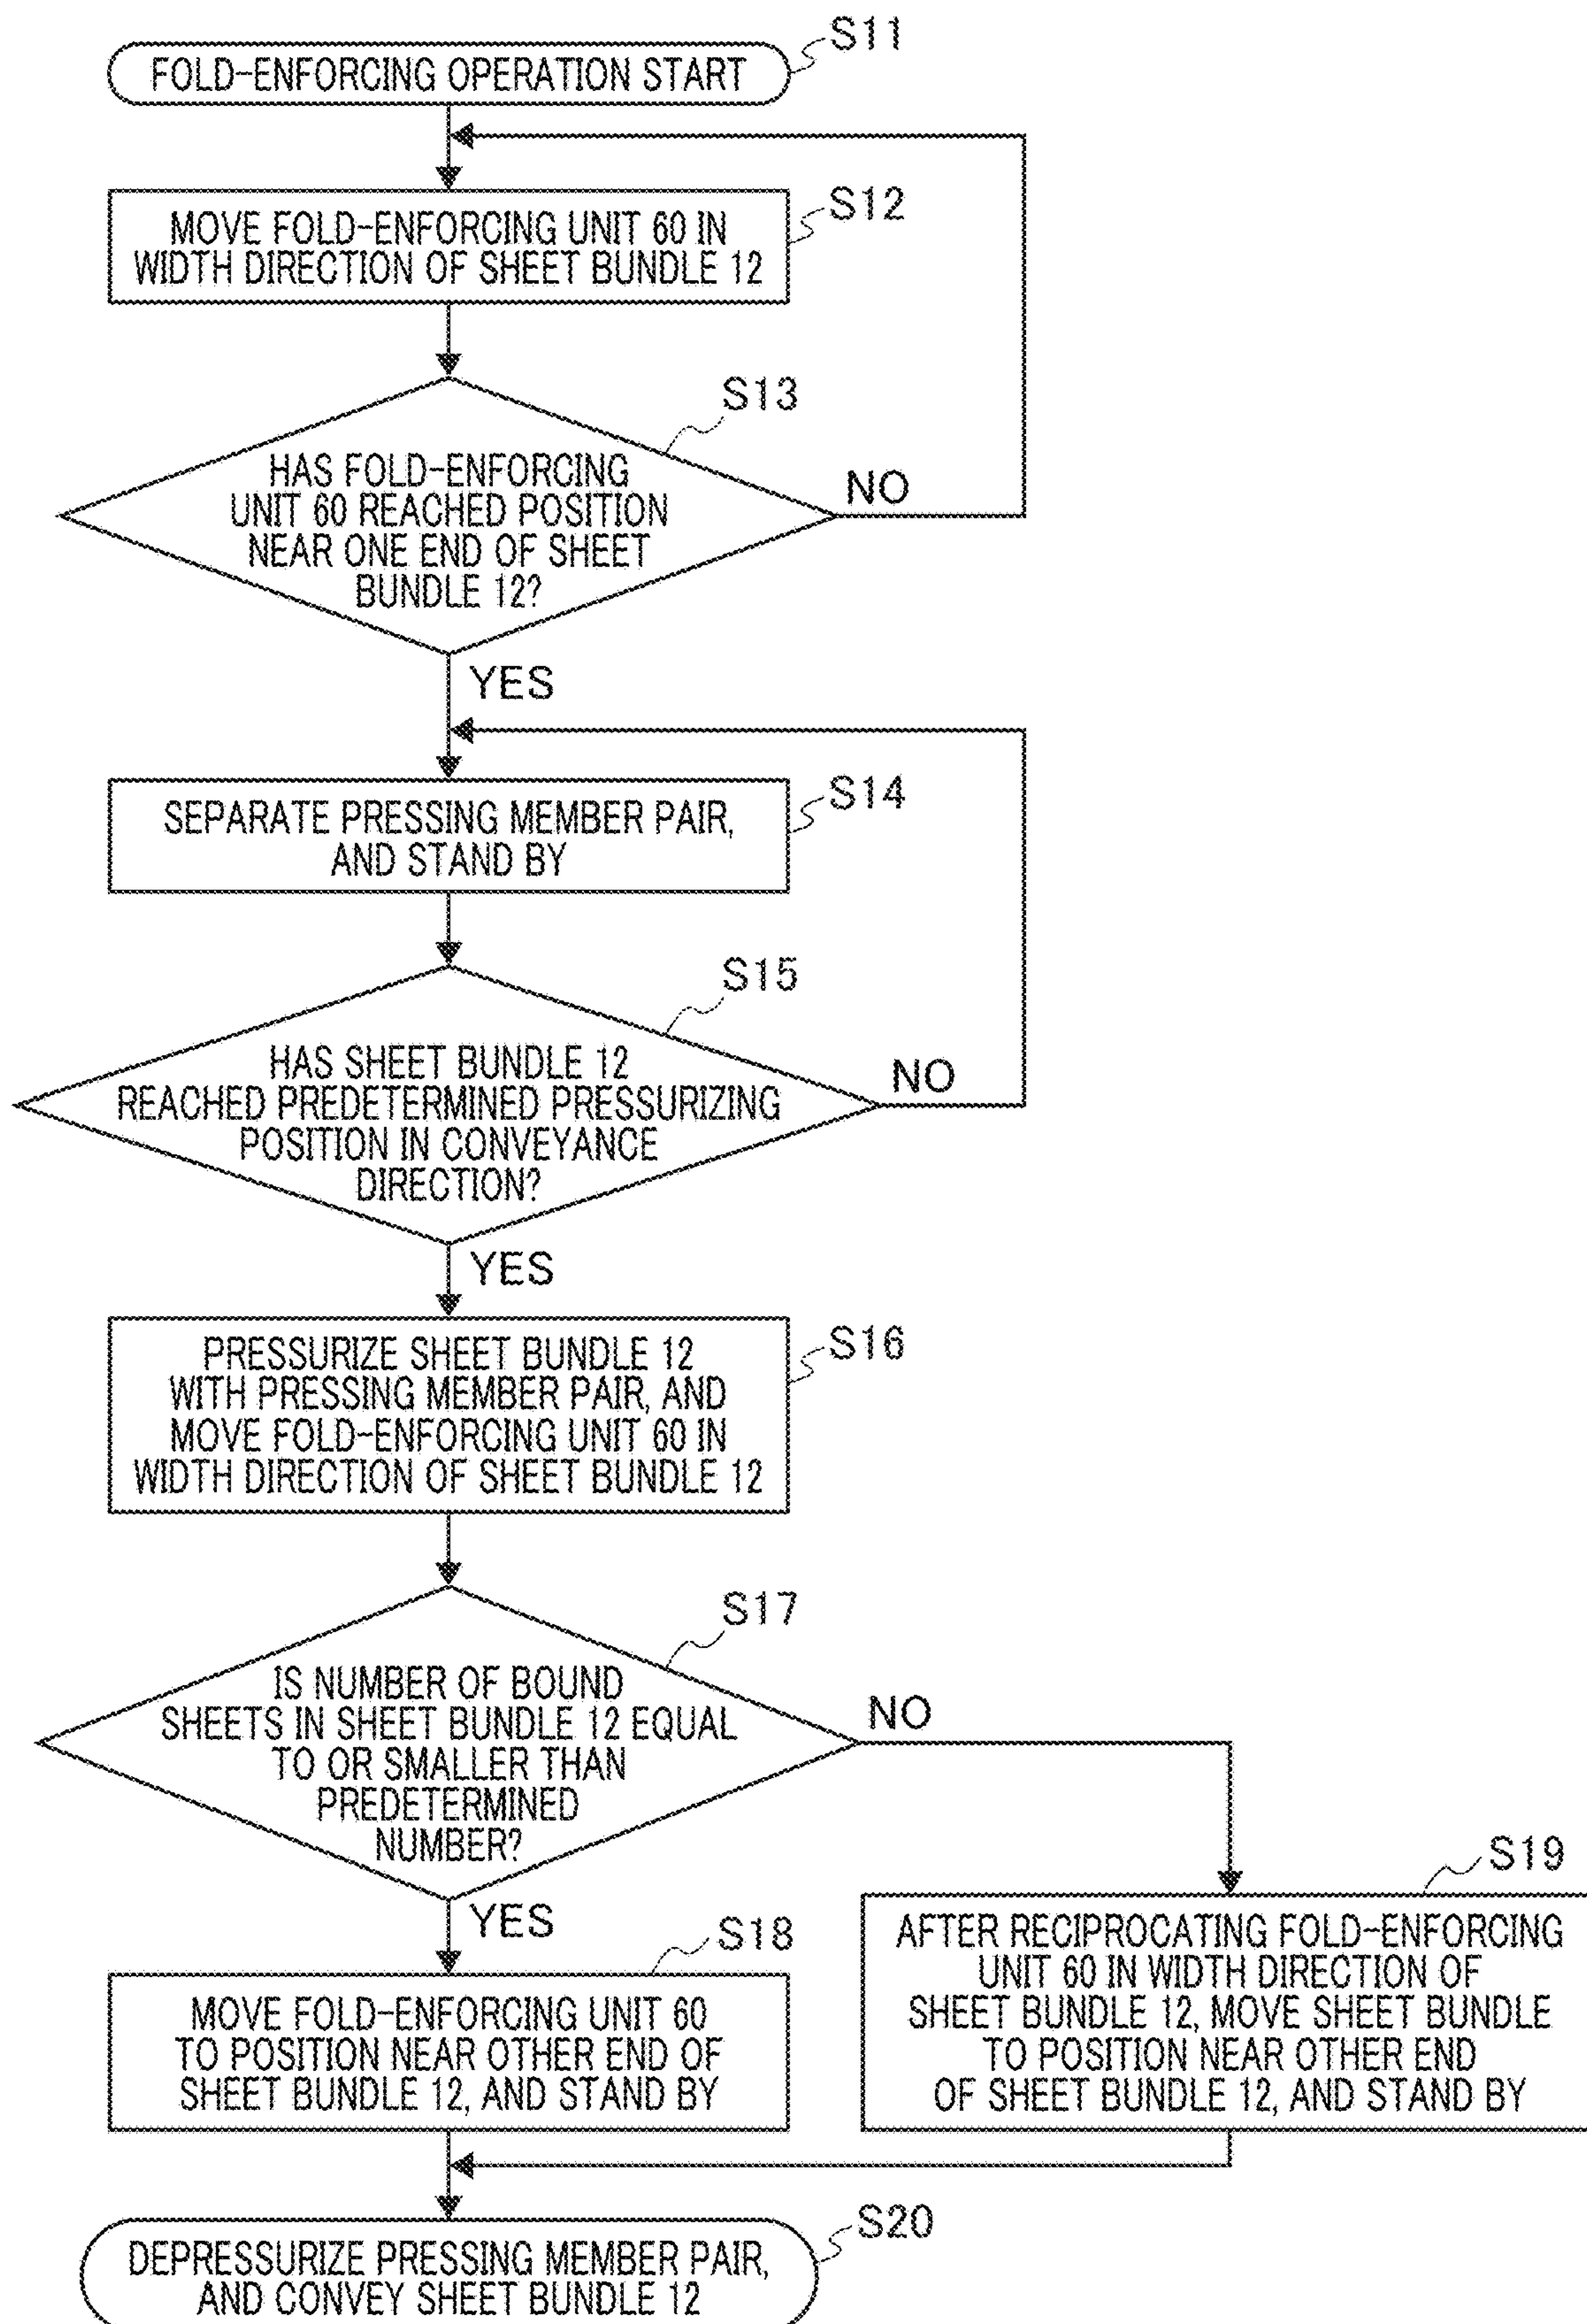 S11
FOLD-ENFORCING OPERATION START
S12
MOVE FOLD-ENFORCING UNIT 60 IN
WIDTH DIRECTION OF SHEET BUNDLE 12
S13
HAS FOLD-ENFORCING
UNIT 60 REACHED POSITION
NEAR ONE END OF SHEET
BUNDLE 12?
NO
YES
S14
SEPARATE PRESSING MEMBER PAIR,
AND STAND BY
S15
HAS SHEET BUNDLE 12
REACHED PREDETERMINED PRESSURIZING
POSITION IN CONVEYANCE
DIRECTION?
NO
YES
S16
PRESSURIZE SHEET BUNDLE 12
WITH PRESSING MEMBER PAIR, AND
MOVE FOLD-ENFORCING UNIT 60 IN
WIDTH DIRECTION OF SHEET BUNDLE 12
S17
IS NUMBER OF BOUND
SHEETS IN SHEET BUNDLE 12 EQUAL
TO OR SMALLER THAN
PREDETERMINED
NUMBER?
NO
YES
S18
MOVE FOLD-ENFORCING UNIT 60
TO POSITION NEAR OTHER END OF
SHEET BUNDLE 12, AND STAND BY
S19
AFTER RECIPROCATING FOLD-ENFORCING
UNIT 60 IN WIDTH DIRECTION OF
SHEET BUNDLE 12, MOVE SHEET BUNDLE
TO POSITION NEAR OTHER END
OF SHEET BUNDLE 12, AND STAND BY
S20
DEPRESSURIZE PRESSING MEMBER PAIR,
AND CONVEY SHEET BUNDLE 12